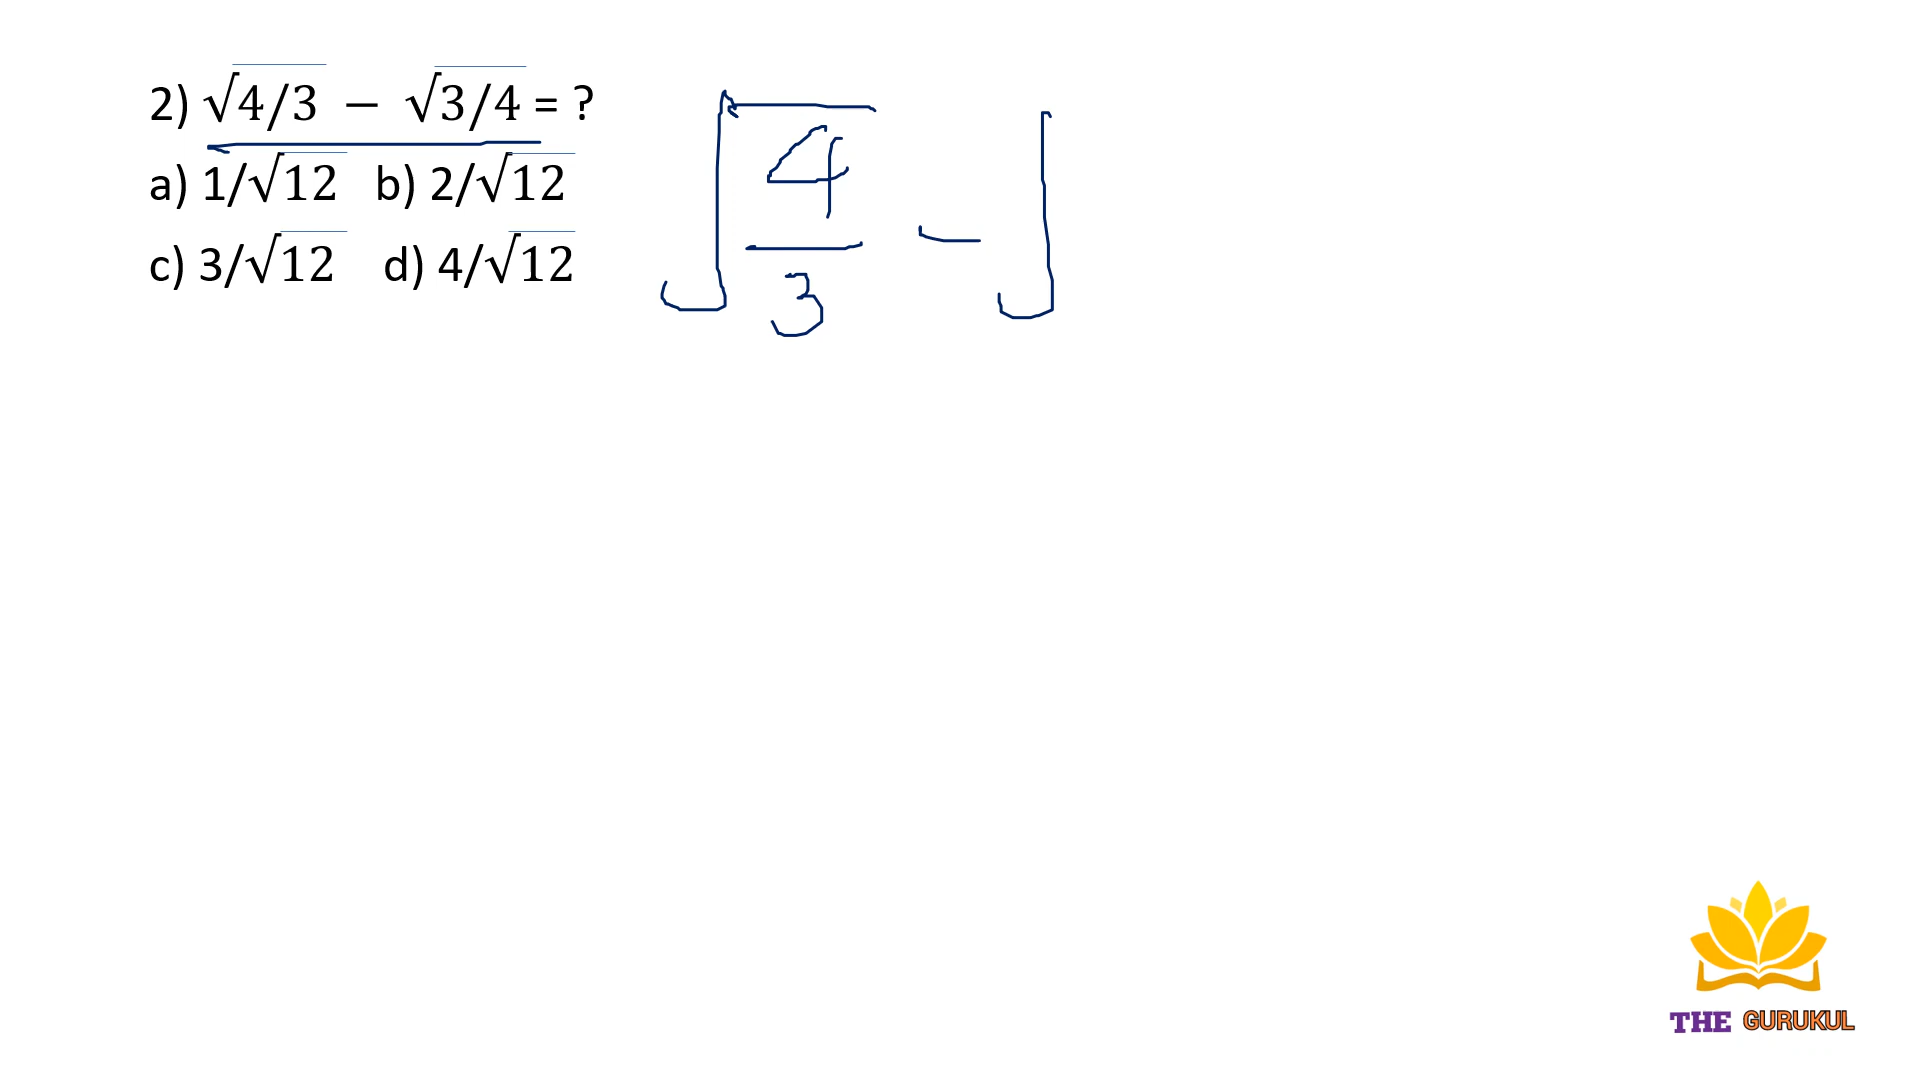 2) √4/3 − √3/4 = ?
a) 1/√12 b) 2/√12
c) 3/√12 d) 4/√12
√4/3 − √
THE GURUKUL